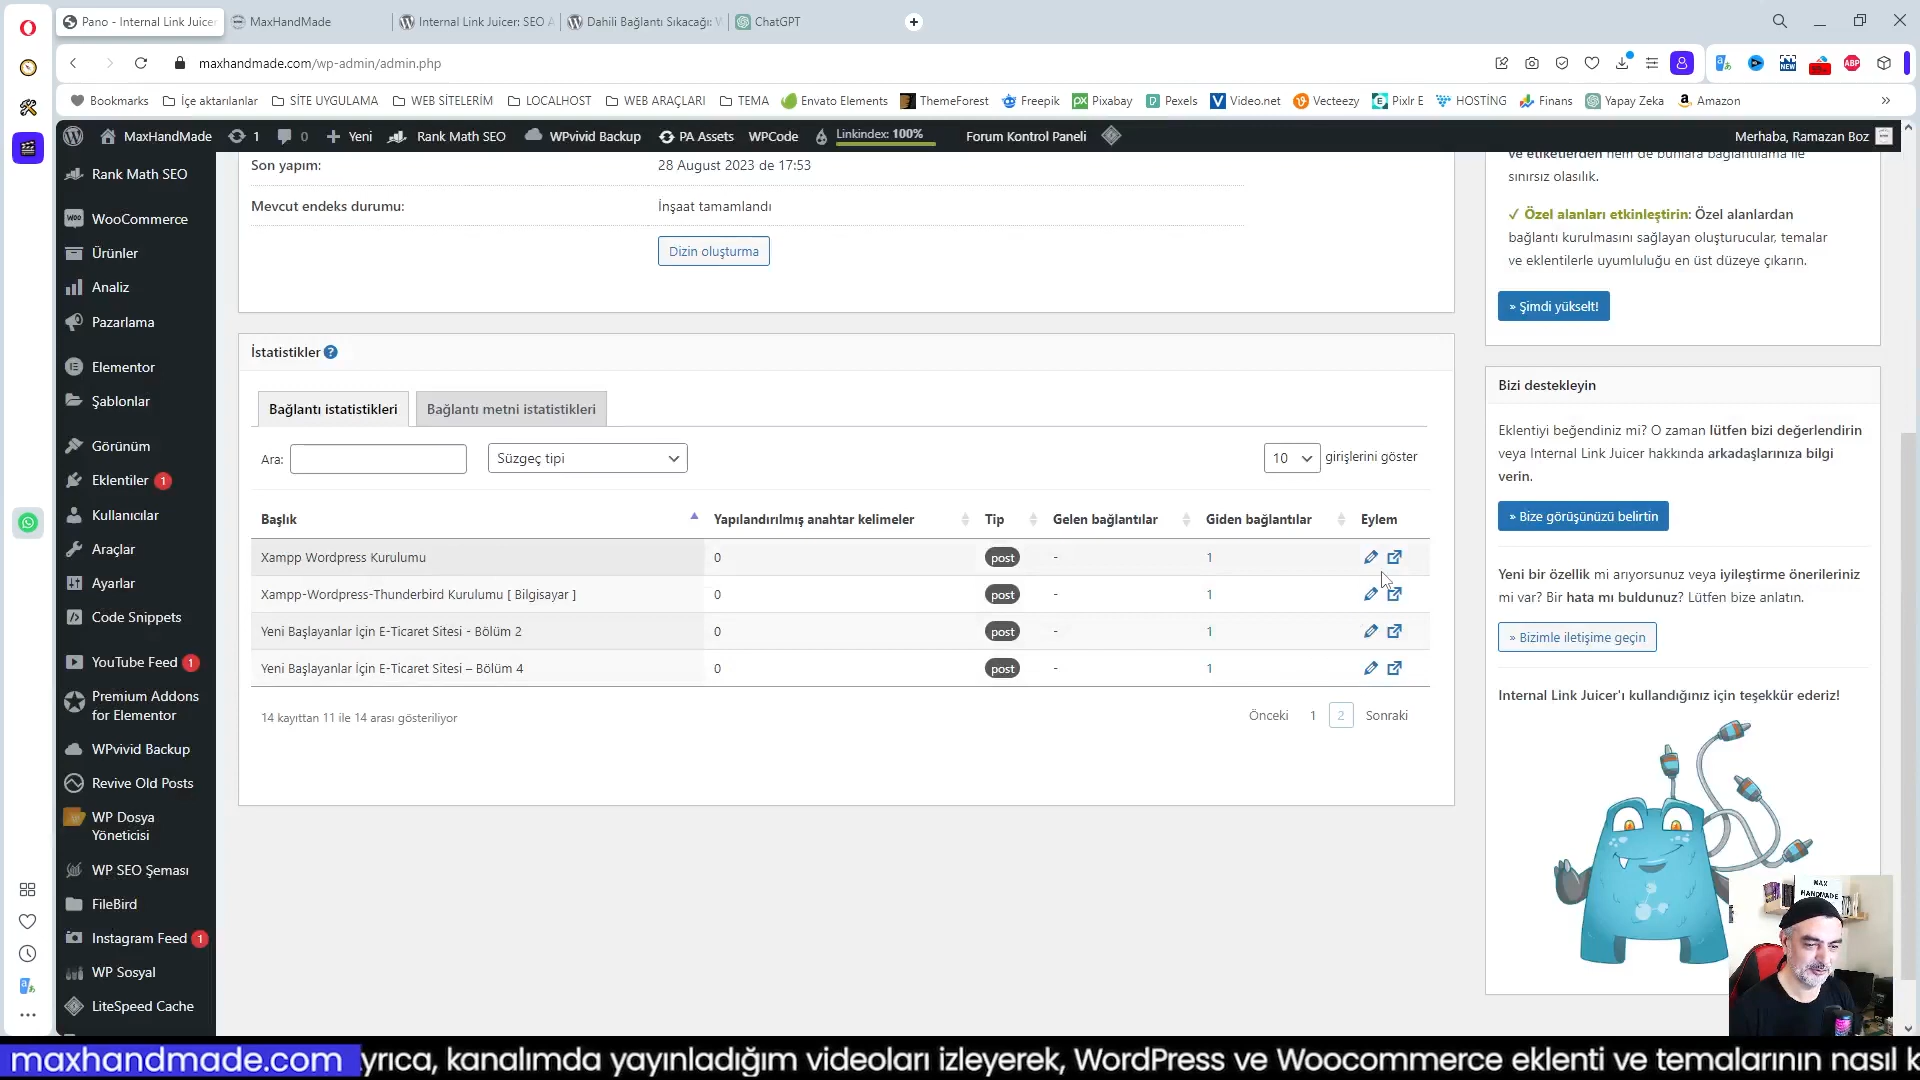 Pano - Internal Link Juicer
MaxHandMade
Internal Link Juicer: SEO A
Dahili Bağlantı Sıkacağı: W
ChatGPT
maxhandmade.com/wp-admin/admin.php
Bookmarks
İçe aktarılanlar
SİTE UYGULAMA
WEB SİTELERİM
LOCALHOST
WEB ARAÇLARI
TEMA
Envato Elements
ThemeForest
Freepik
Pixabay
Pexels
Video.net
Vecteezy
Pixlr E
HOSTİNG
Finans
Yapay Zeka
Amazon
MaxHandMade
1
0
Yeni
Rank Math SEO
WPvivid Backup
PA Assets
WPCode
Linkindex: 100%
Forum Kontrol Paneli
Merhaba, Ramazan Boz
Rank Math SEO
WooCommerce
Ürünler
Analiz
Pazarlama
Elementor
Şablonlar
Görünüm
Eklentiler 1
Kullanıcılar
Araçlar
Ayarlar
Code Snippets
YouTube Feed 1
Premium Addons
for Elementor
WPvivid Backup
Revive Old Posts
WP Dosya
Yöneticisi
WP SEO Şeması
FileBird
Instagram Feed 1
WP Sosyal
LiteSpeed Cache
Son yapım: 28 August 2023 de 17:53
Mevcut endeks durumu: İnşaat tamamlandı
Dizin oluşturma
İstatistikler
Bağlantı istatistikleri
Bağlantı metni istatistikleri
Ara:
Süzgeç tipi
10 girişlerini göster
Başlık Yapılandırılmış anahtar kelimeler Tip Gelen bağlantılar Giden bağlantılar Eylem
Xampp Wordpress Kurulumu 0 post - 1
Xampp-Wordpress-Thunderbird Kurulumu [ Bilgisayar ] 0 post - 1
Yeni Başlayanlar İçin E-Ticaret Sitesi - Bölüm 2 0 post - 1
Yeni Başlayanlar İçin E-Ticaret Sitesi – Bölüm 4 0 post - 1
14 kayıttan 11 ile 14 arası gösteriliyor
Önceki 1 2 Sonraki
ve etiketlerden hem de bunlara bağlantılama ile
sınırsız olasılık.
✓ Özel alanları etkinleştirin: Özel alanlardan
bağlantı kurulmasını sağlayan oluşturucular, temalar
ve eklentilerle uyumluluğu en üst düzeye çıkarın.
» Şimdi yükselt!
Bizi destekleyin
Eklentiyi beğendiniz mi? O zaman lütfen bizi değerlendirin
veya Internal Link Juicer hakkında arkadaşlarınıza bilgi
verin.
» Bize görüşünüzü belirtin
Yeni bir özellik mi arıyorsunuz veya iyileştirme önerileriniz
mi var? Bir hata mı buldunuz? Lütfen bize anlatın.
» Bizimle iletişime geçin
Internal Link Juicer'ı kullandığınız için teşekkür ederiz!
MAX
HANDMADE
maxhandmade.com
yrıca, kanalımda yayınladığım videoları izleyerek, WordPress ve Woocommerce eklenti ve temalarının nasıl k